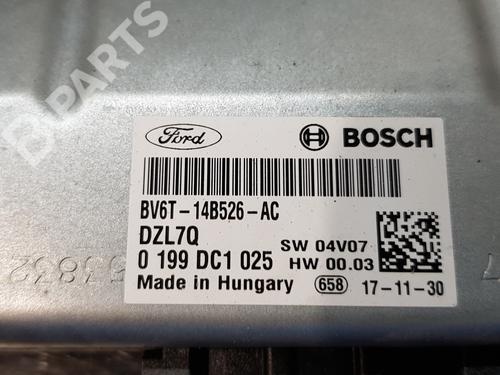 B-PARTS
Ford BOSCH
BV6T-14B526-AC
DZL7Q
0 199 DC1 025
SW 04V07
HW 00.03
Made in Hungary 658 17-11-30